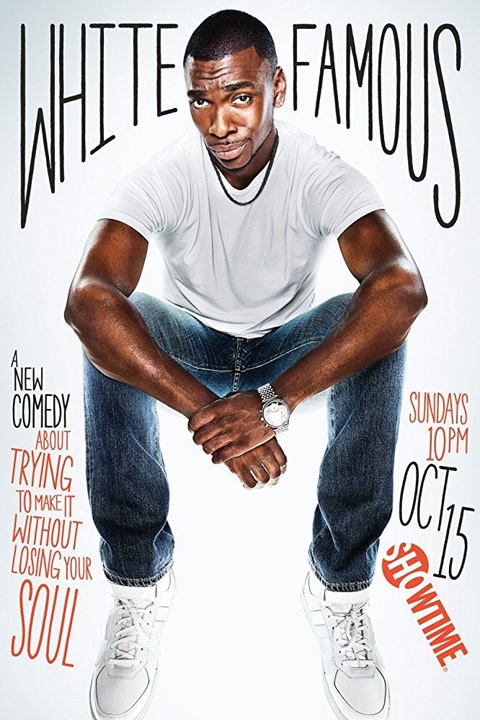 WHITE FAMOUS
A
NEW
COMEDY
ABOUT
TRYING
TO MAKE IT
WITHOUT
LOSING YOUR
SOUL
SUNDAYS
10PM
OCT 15
SHOWTIME®